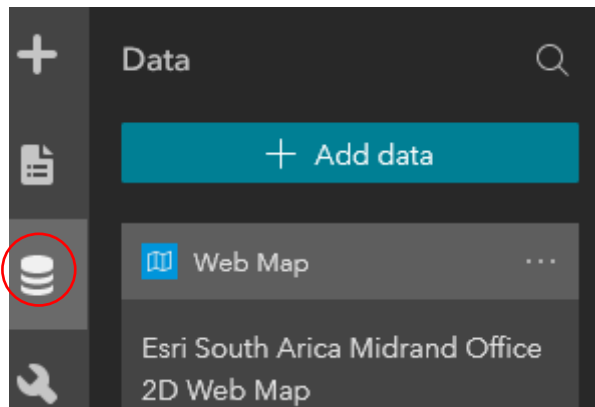 Data
+ Add data
Web Map ...
Esri South Arica Midrand Office
2D Web Map